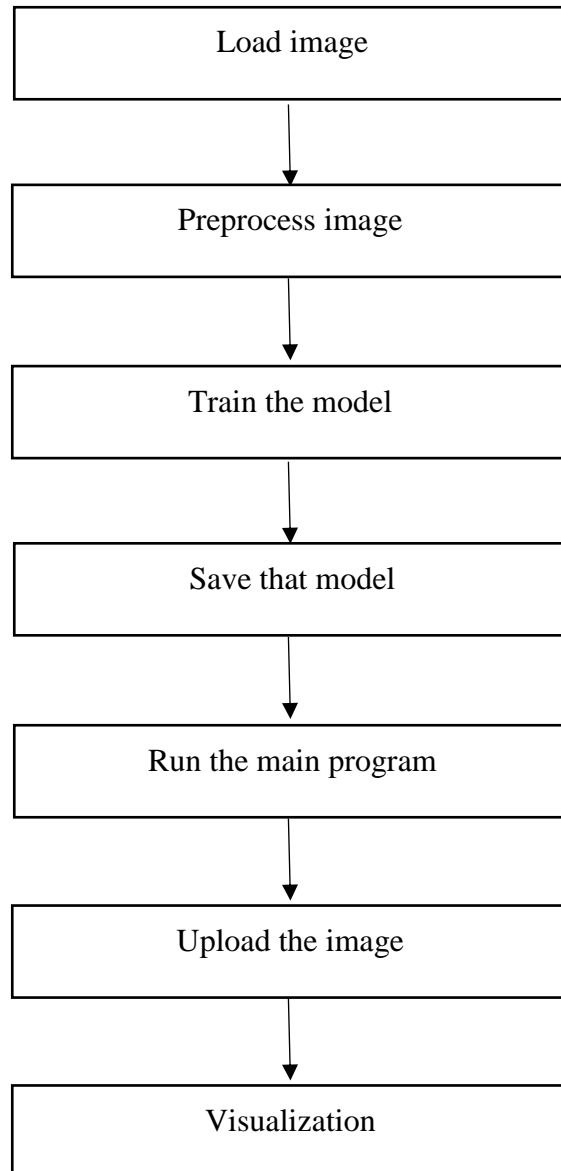 Load image
Preprocess image
Train the model
Save that model
Run the main program
Upload the image
Visualization